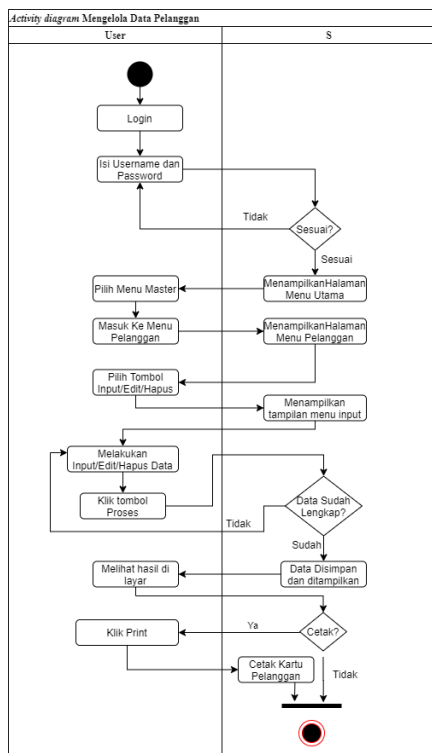 Activity diagram Mengelola Data Pelanggan
User
S
Login
Isi Username dan
Password
Tidak
Sesuai?
Sesuai
Pilih Menu Master
MenampilkanHalaman
Menu Utama
Masuk Ke Menu
Pelanggan
MenampilkanHalaman
Menu Pelanggan
Pilih Tombol
Input/Edit/Hapus
Menampilkan
tampilan menu input
Melakukan
Input/Edit/Hapus Data
Klik tombol
Proses
Data Sudah
Lengkap?
Tidak
Sudah
Melihat hasil di
layar
Data Disimpan
dan ditampilkan
Klik Print
Ya
Cetak?
Cetak Kartu
Pelanggan
Tidak